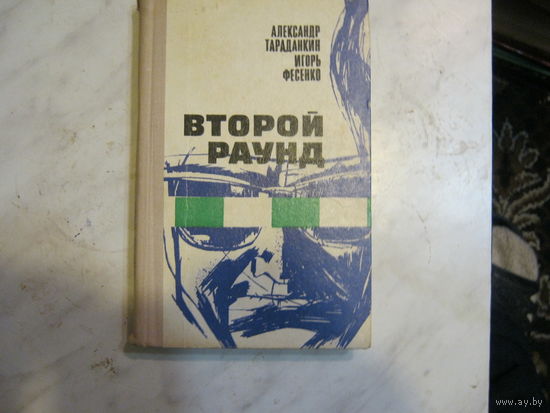 АЛЕКСАНДР
ТАРАДАНКИН
ИГОРЬ
ФЕСЕНКО
ВТОРОЙ
РАУНД
© www.ay.by